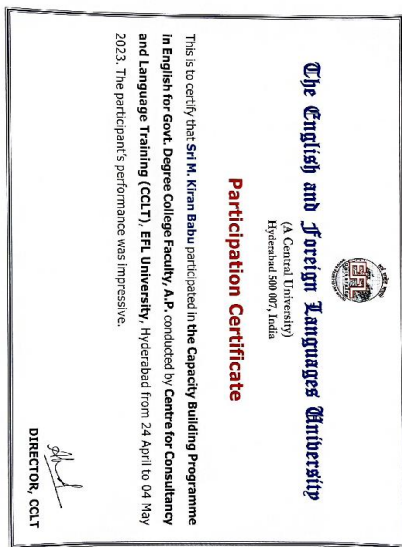 The English and Foreign Languages University
(A Central University)
Hyderabad 500 007, India
Participation Certificate
This is to certify that Sri M. Kiran Babu participated in the Capacity Building Programme
in English for Govt. Degree College Faculty, A.P. conducted by Centre for Consultancy
and Language Training (CCLT), EFL University, Hyderabad from 24 April to 04 May
2023. The participant's performance was impressive.
DIRECTOR, CCLT